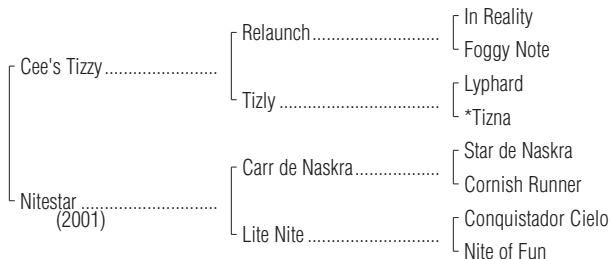 In Reality
Relaunch
Foggy Note
Cee's Tizzy
Lyphard
Tizly
*Tizna
Star de Naskra
Carr de Naskra
Cornish Runner
Nitestar
(2001)
Conquistador Cielo
Lite Nite
Nite of Fun